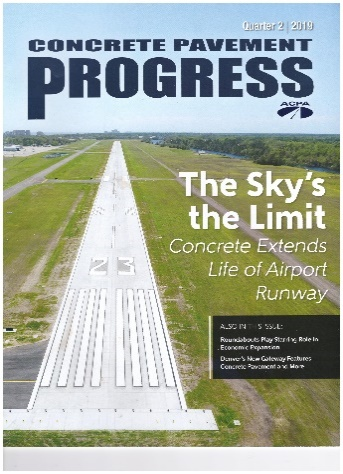 Quarter 2 | 2019
CONCRETE PAVEMENT
PROGRESS
ACPA
The Sky's
the Limit
Concrete Extends
Life of Airport
Runway
23
ALSO IN THIS ISSUE:
Roundabouts Play Starring Role in
Economic Expansion
Denver's New Gateway Features
Concrete Pavement and More